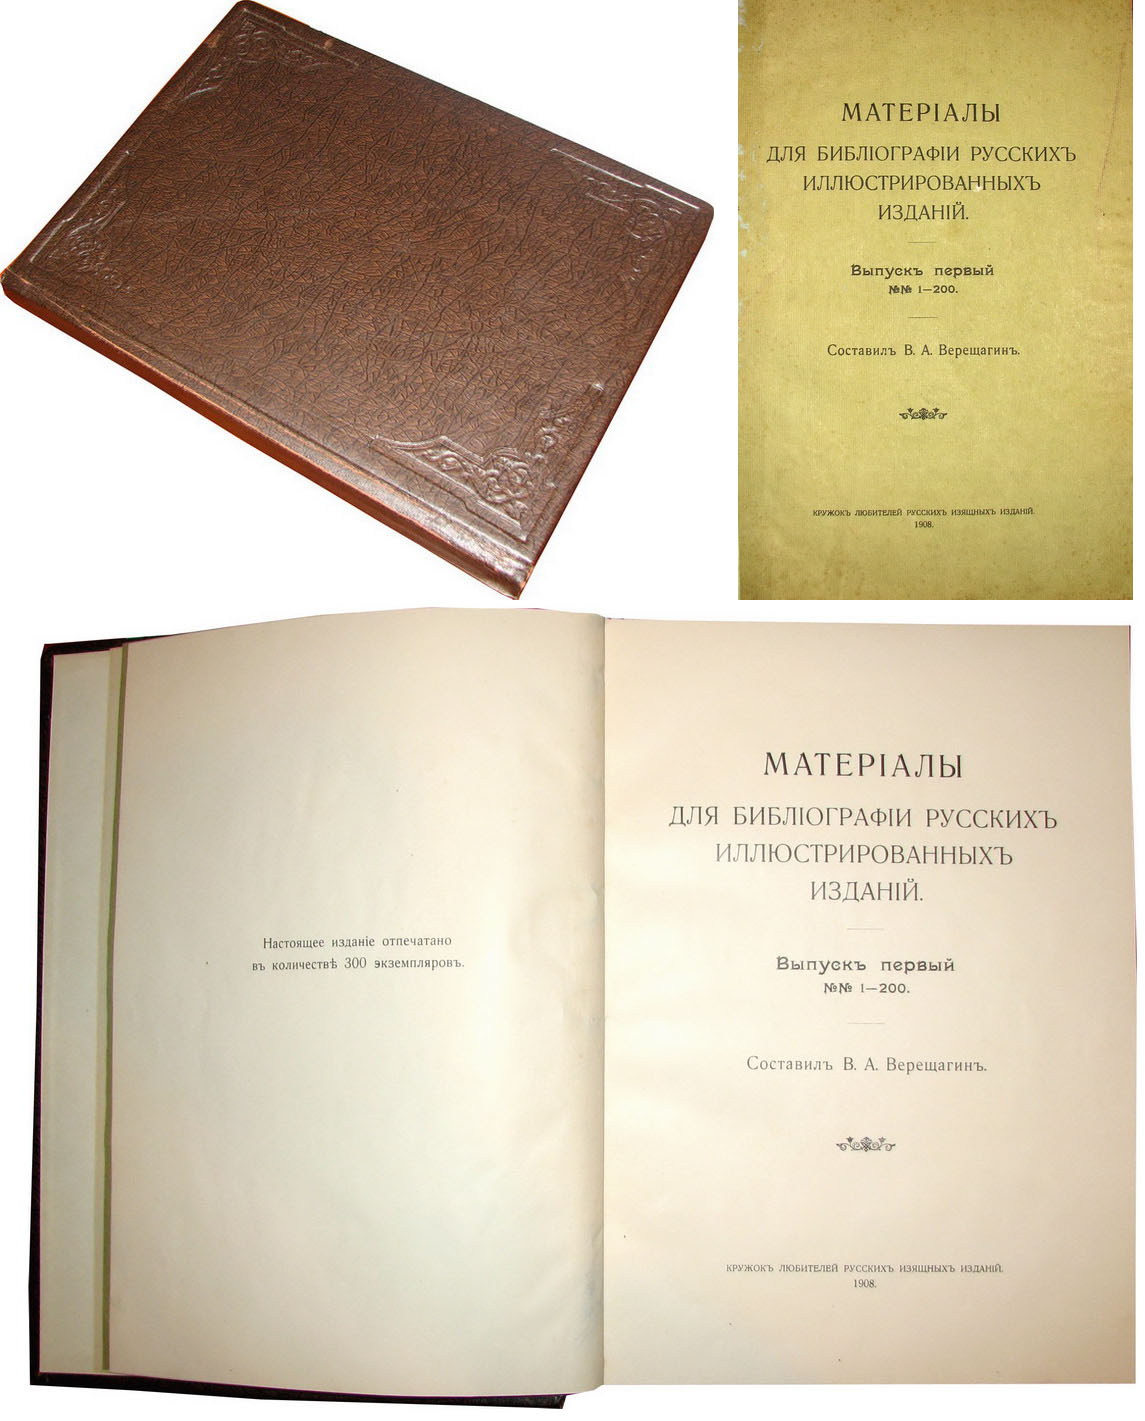 МАТЕРІАЛЫ
ДЛЯ БИБЛІОГРАФІИ РУССКИХЪ
ИЛЛЮСТРИРОВАННЫХЪ
ИЗДАНІЙ.
Выпускъ первый
№№ 1—200.
Составилъ В. А. Верещагинъ.
КРУЖОКЪ ЛЮБИТЕЛЕЙ РУССКИХЪ ИЗЯЩНЫХЪ ИЗДАНІЙ.
1908.
Настоящее изданіе отпечатано
въ количествѣ 300 экземпляровъ.
МАТЕРІАЛЫ
ДЛЯ БИБЛІОГРАФІИ РУССКИХЪ
ИЛЛЮСТРИРОВАННЫХЪ
ИЗДАНІЙ.
Выпускъ первый
№№ 1—200.
Составилъ В. А. Верещагинъ.
КРУЖОКЪ ЛЮБИТЕЛЕЙ РУССКИХЪ ИЗЯЩНЫХЪ ИЗДАНІЙ.
1908.